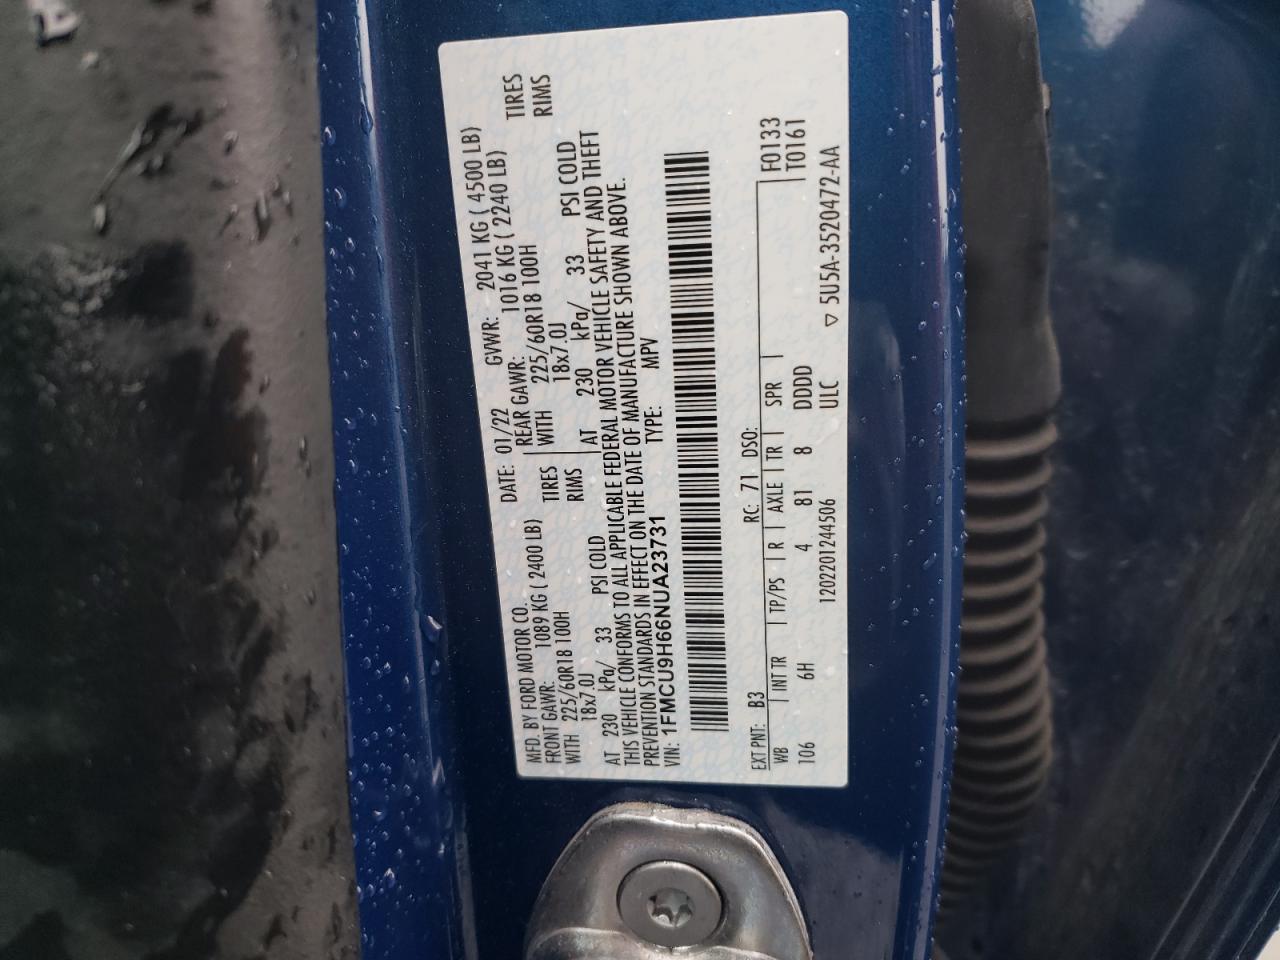 MFD. BY FORD MOTOR CO.
DATE: 01/22 GVWR: 2041 KG ( 4500 LB)
FRONT GAWR: 1089 KG ( 2400 LB)
REAR GAWR: 1016 KG ( 2240 LB)
WITH 225/60R18 100H TIRES
WITH 225/60R18 100H TIRES
18x7.0J RIMS
18x7.0J RIMS
AT 230 kPa/ 33 PSI COLD
AT 230 kPa/ 33 PSI COLD
THIS VEHICLE CONFORMS TO ALL APPLICABLE FEDERAL MOTOR VEHICLE SAFETY AND THEFT
PREVENTION STANDARDS IN EFFECT ON THE DATE OF MANUFACTURE SHOWN ABOVE.
VIN: 1FMCU9H66NUA23731 TYPE: MPV
EXT PNT: B3 RC: 71 DSO:
WB INT TR TP/PS R AXLE TR SPR F0133
106 6H 4 81 8 DDDD T0161
1202201244506 ULC ▽ 5U5A-3520472-AA